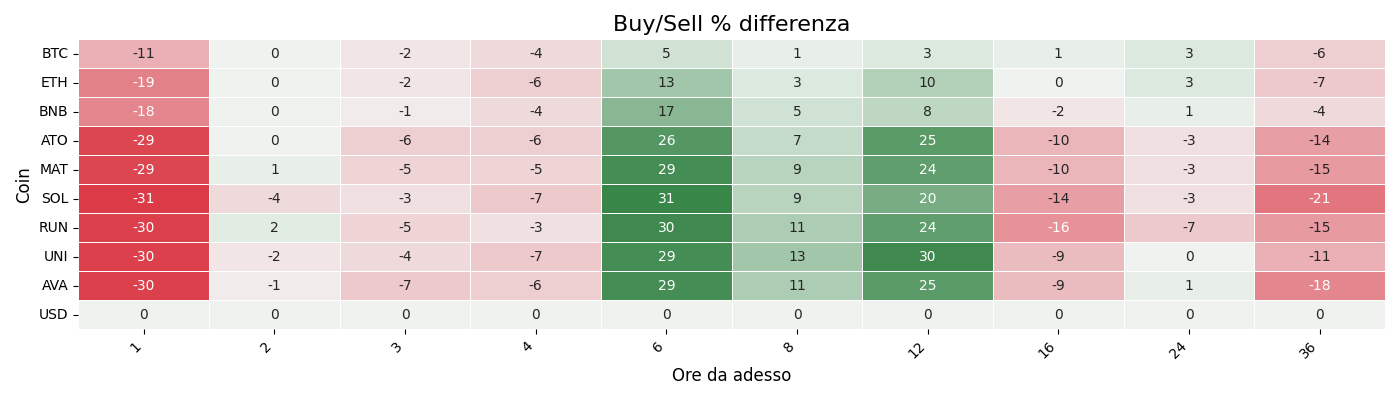 Buy/Sell % differenza
Coin
BTC -11 0 -2 -4 5 1 3 1 3 -6
ETH -19 0 -2 -6 13 3 10 0 3 -7
BNB -18 0 -1 -4 17 5 8 -2 1 -4
ATO -29 0 -6 -6 26 7 25 -10 -3 -14
MAT -29 1 -5 -5 29 9 24 -10 -3 -15
SOL -31 -4 -3 -7 31 9 20 -14 -3 -21
RUN -30 2 -5 -3 30 11 24 -16 -7 -15
UNI -30 -2 -4 -7 29 13 30 -9 0 -11
AVA -30 -1 -7 -6 29 11 25 -9 1 -18
USD 0 0 0 0 0 0 0 0 0 0
1 2 3 4 6 8 12 16 24 36
Ore da adesso